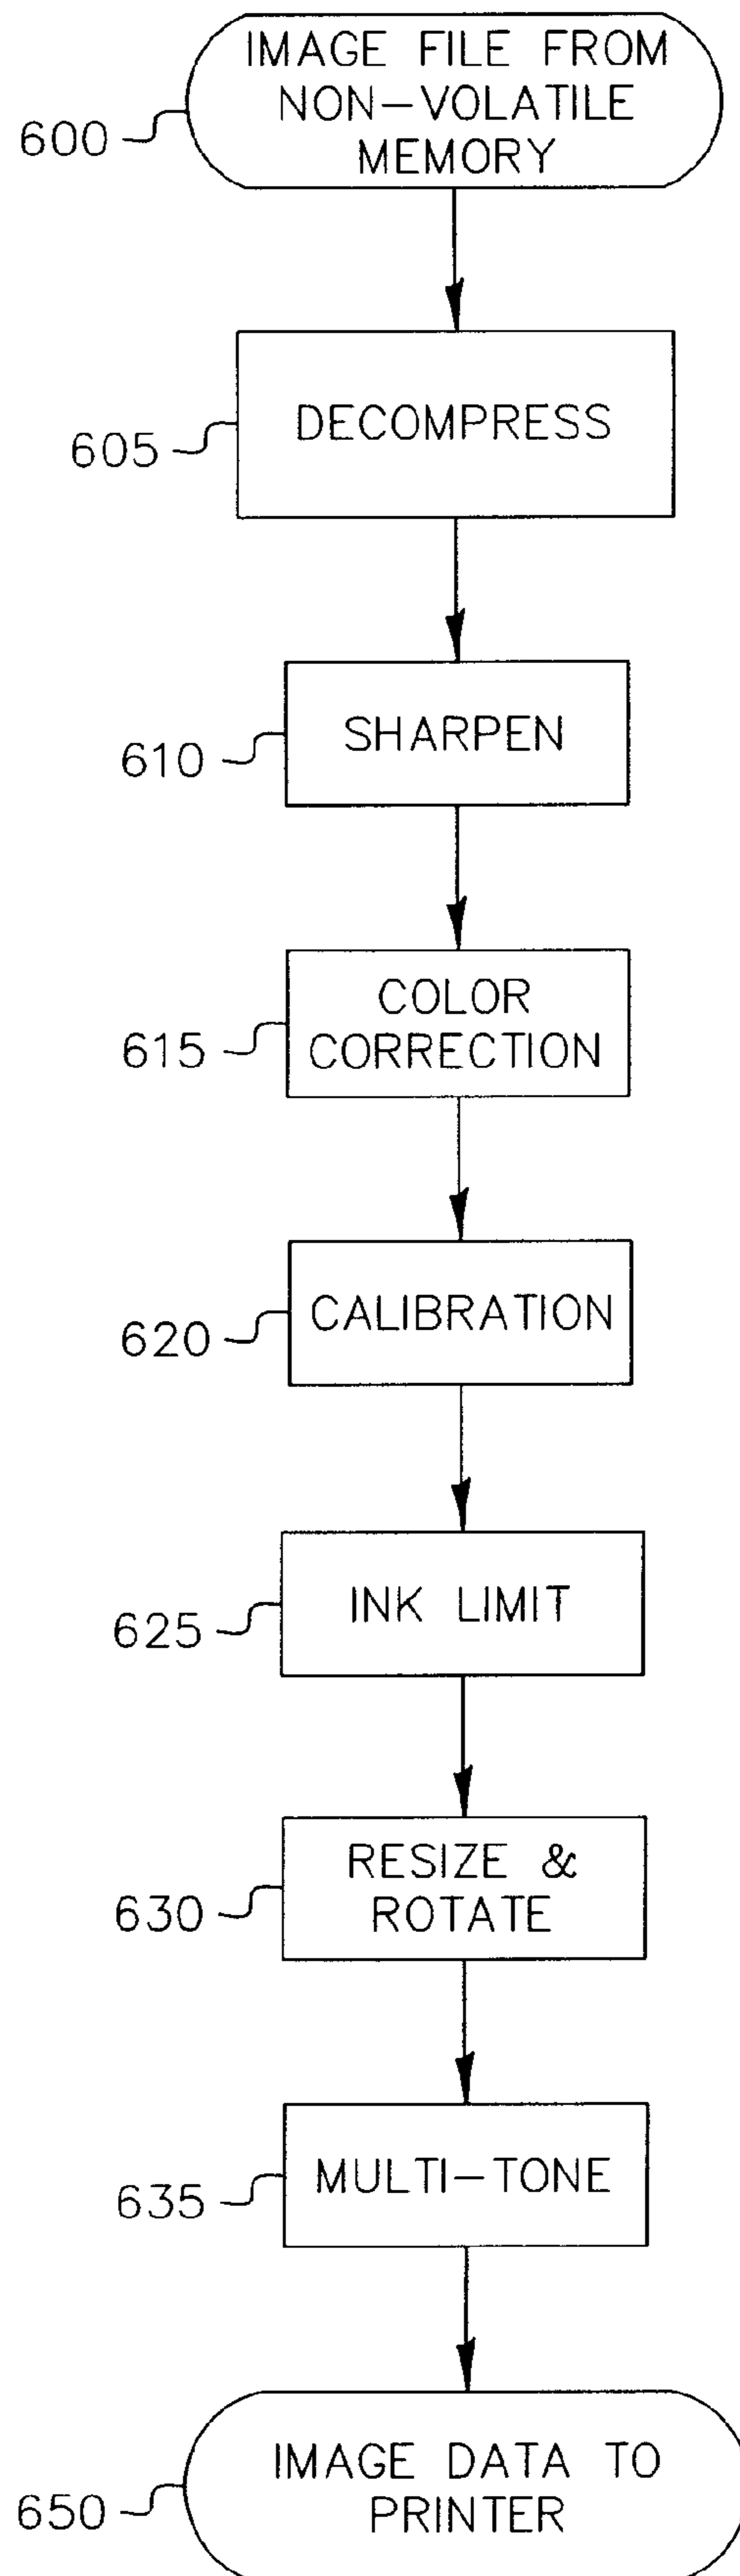 IMAGE FILE FROM
NON-VOLATILE
MEMORY
600
DECOMPRESS
605
SHARPEN
610
COLOR
CORRECTION
615
CALIBRATION
620
INK LIMIT
625
RESIZE &
ROTATE
630
MULTI-TONE
635
IMAGE DATA TO
PRINTER
650